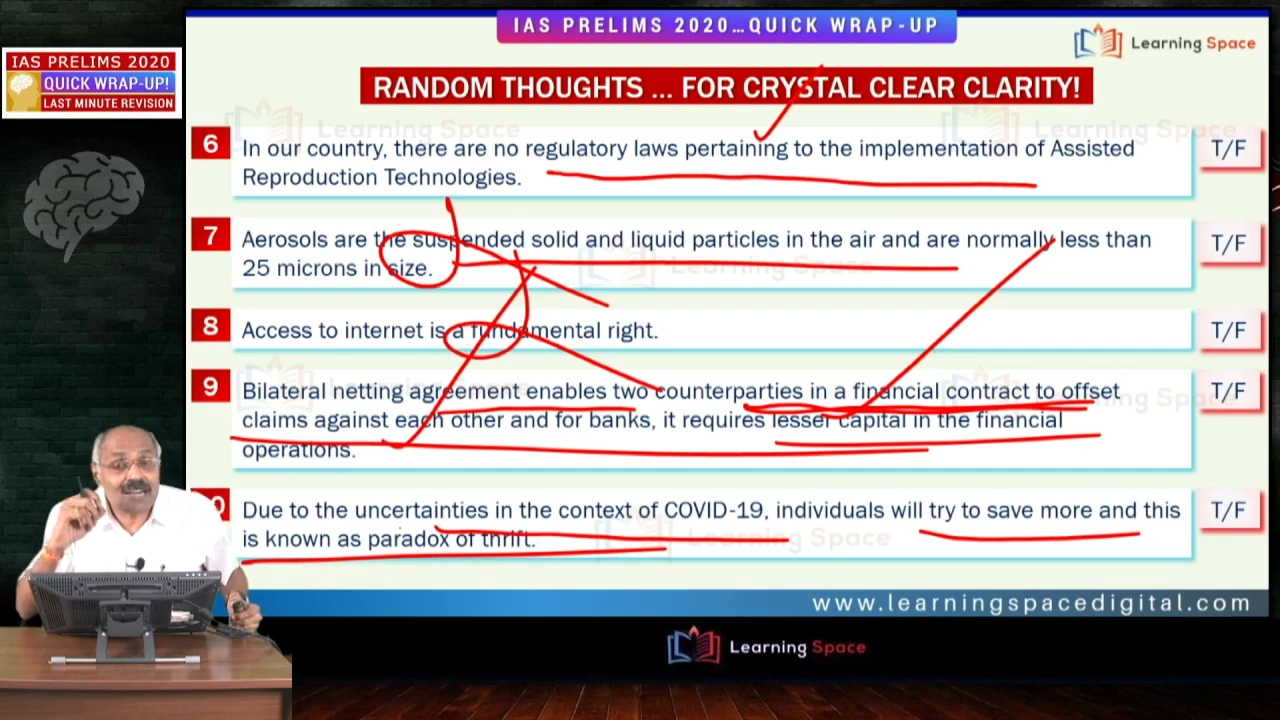 IAS PRELIMS 2020...QUICK WRAP-UP
Learning Space
IAS PRELIMS 2020
QUICK WRAP-UP!
LAST MINUTE REVISION
RANDOM THOUGHTS ... FOR CRYSTAL CLEAR CLARITY!
6
In our country, there are no regulatory laws pertaining to the implementation of Assisted
Reproduction Technologies.
T/F
7
Aerosols are the suspended solid and liquid particles in the air and are normally less than
25 microns in size.
T/F
8
Access to internet is a fundamental right.
T/F
9
Bilateral netting agreement enables two counterparties in a financial contract to offset
claims against each other and for banks, it requires lesser capital in the financial
operations.
T/F
0
Due to the uncertainties in the context of COVID-19, individuals will try to save more and this
is known as paradox of thrift.
T/F
www.learningspacedigital.com
Learning Space